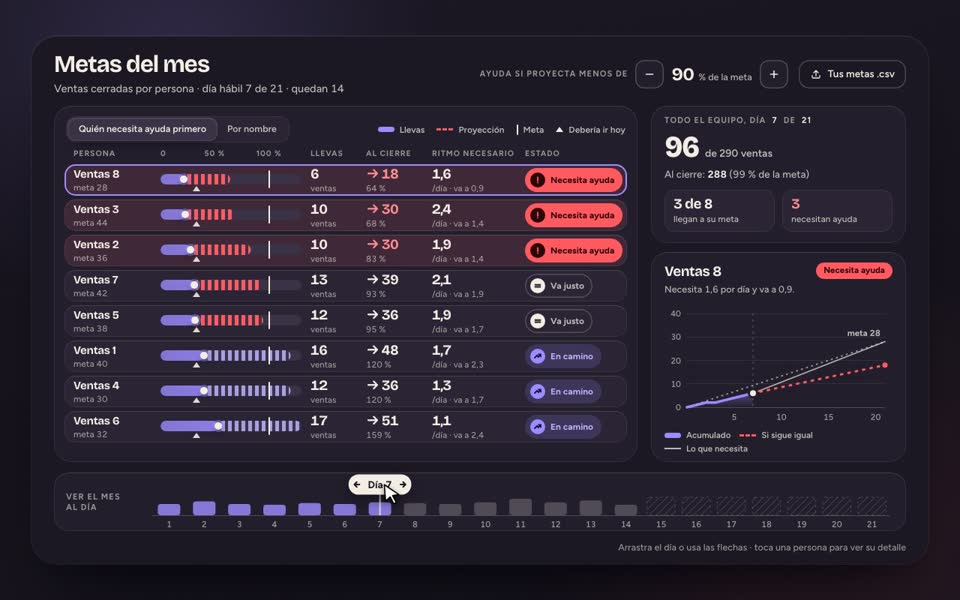 Metas del mes
Ventas cerradas por persona · día hábil 7 de 21 · quedan 14
AYUDA SI PROYECTA MENOS DE
− 90 % de la meta +
Tus metas .csv
Quién necesita ayuda primero
Por nombre
Llevas
Proyección
Meta
Debería ir hoy
PERSONA 0 50 % 100 % LLEVAS AL CIERRE RITMO NECESARIO ESTADO
Ventas 8 6 → 18 1,6 Necesita ayuda
meta 28 ventas 64 % /día · va a 0,9
Ventas 3 10 → 30 2,4 Necesita ayuda
meta 44 ventas 68 % /día · va a 1,4
Ventas 2 10 → 30 1,9 Necesita ayuda
meta 36 ventas 83 % /día · va a 1,4
Ventas 7 13 → 39 2,1 Va justo
meta 42 ventas 93 % /día · va a 1,9
Ventas 5 12 → 36 1,9 Va justo
meta 38 ventas 95 % /día · va a 1,7
Ventas 1 16 → 48 1,7 En camino
meta 40 ventas 120 % /día · va a 2,3
Ventas 4 12 → 36 1,3 En camino
meta 30 ventas 120 % /día · va a 1,7
Ventas 6 17 → 51 1,1 En camino
meta 32 ventas 159 % /día · va a 2,4
TODO EL EQUIPO, DÍA 7 DE 21
96 de 290 ventas
Al cierre: 288 (99 % de la meta)
3 de 8
llegan a su meta
3
necesitan ayuda
Ventas 8
Necesita ayuda
Necesita 1,6 por día y va a 0,9.
40
30
20
10
0
meta 28
5 10 15 20
Acumulado
Si sigue igual
Lo que necesita
VER EL MES
AL DÍA
← Día 7 →
1 2 3 4 5 6 7 8 9 10 11 12 13 14 15 16 17 18 19 20 21
Arrastra el día o usa las flechas · toca una persona para ver su detalle